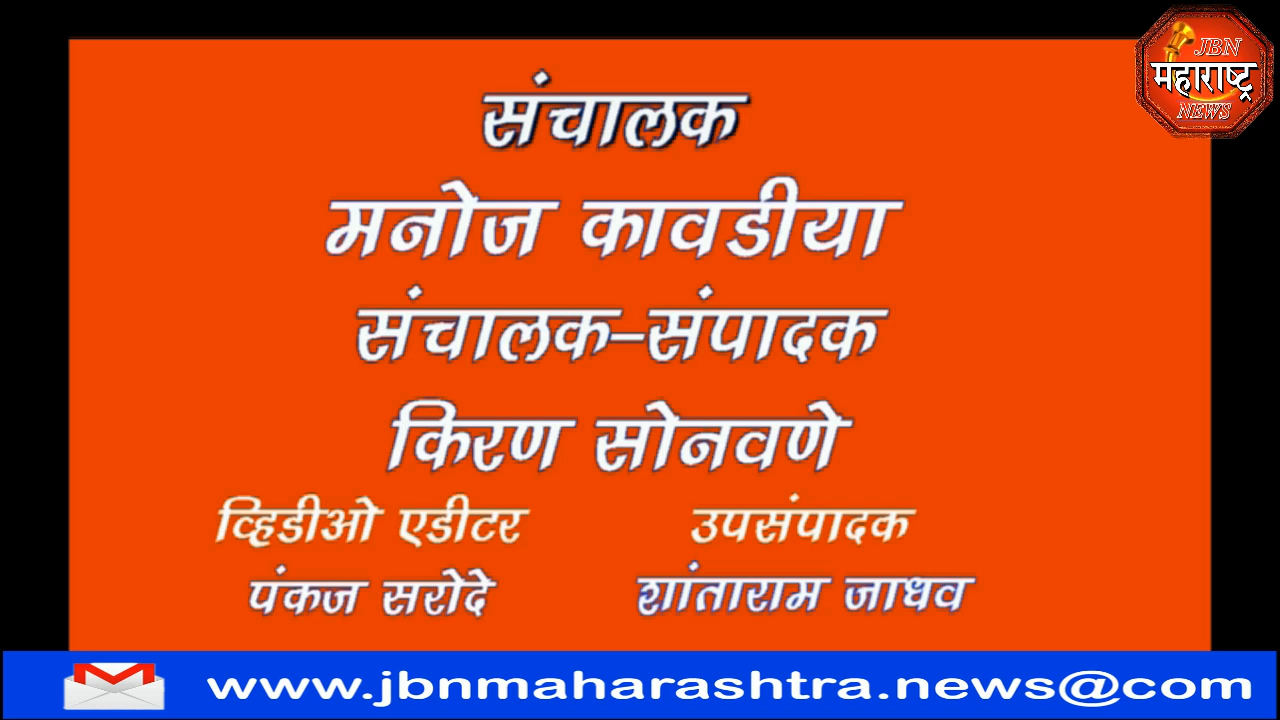 JBN
महाराष्ट्र
NEWS
संचालक
मनोज कावडीया
संचालक-संपादक
किरण सोनवणे
व्हिडीओ एडीटर उपसंपादक
पंकज सरोदे शांताराम जाधव
www.jbnmaharashtra.news@com